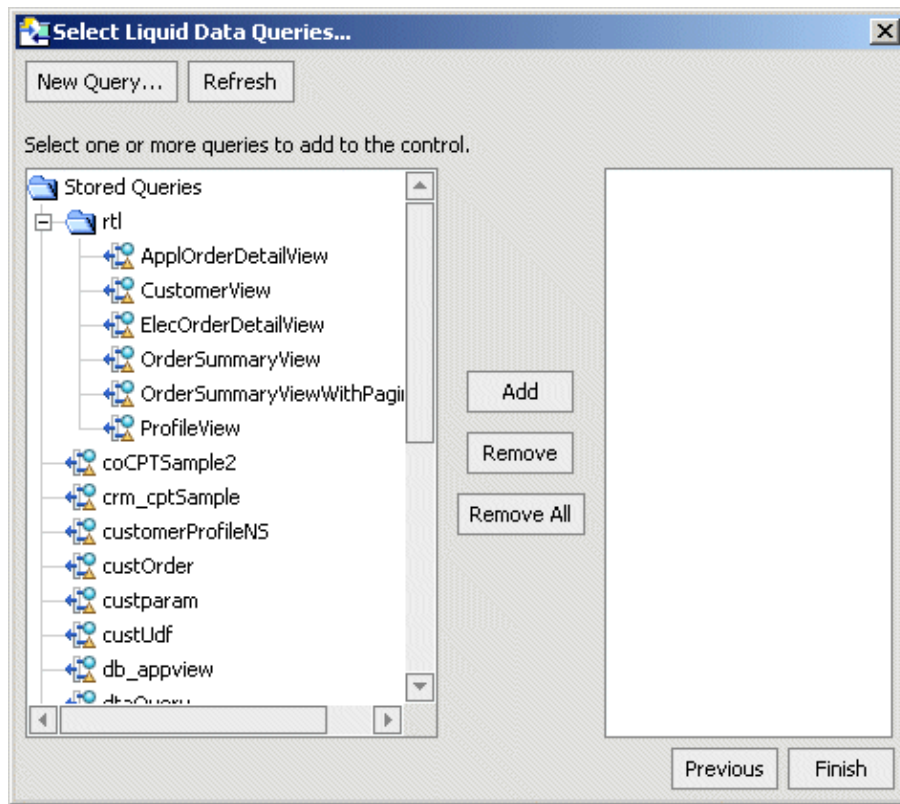 Select Liquid Data Queries...
New Query... Refresh
Select one or more queries to add to the control.
Stored Queries
rtl
ApplOrderDetailView
CustomerView
ElecOrderDetailView
OrderSummaryView
OrderSummaryViewWithPagin
ProfileView
coCPTSample2
crm_cptSample
customerProfileNS
custOrder
custparam
custUdf
db_appview
Add
Remove
Remove All
Previous Finish